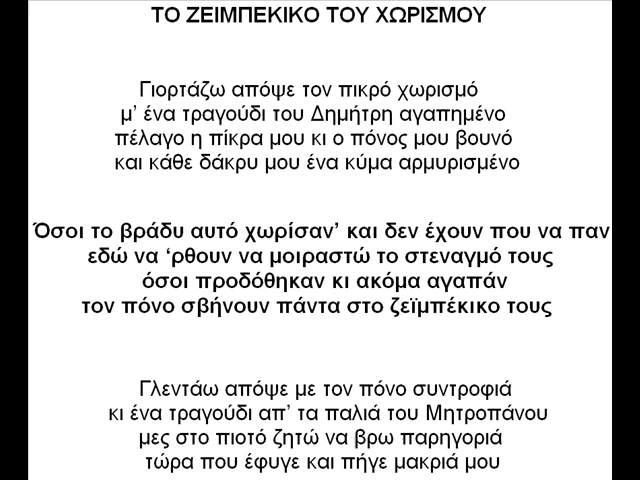 ΤΟ ΖΕΙΜΠΕΚΙΚΟ ΤΟΥ ΧΩΡΙΣΜΟΥ
Γιορτάζω απόψε τον πικρό χωρισμό
μ’ ένα τραγούδι του Δημήτρη αγαπημένο
πέλαγο η πίκρα μου κι ο πόνος μου βουνό
και κάθε δάκρυ μου ένα κύμα αρμυρισμένο
Όσοι το βράδυ αυτό χωρίσαν’ και δεν έχουν που να παν
εδώ να ‘ρθουν να μοιραστώ το στεναγμό τους
όσοι προδόθηκαν κι ακόμα αγαπάν
τον πόνο σβήνουν πάντα στο ζεϊμπέκικο τους
Γλεντάω απόψε με τον πόνο συντροφιά
κι ένα τραγούδι απ’ τα παλιά του Μητροπάνου
μες στο πιοτό ζητώ να βρω παρηγοριά
τώρα που έφυγε και πήγε μακριά μου